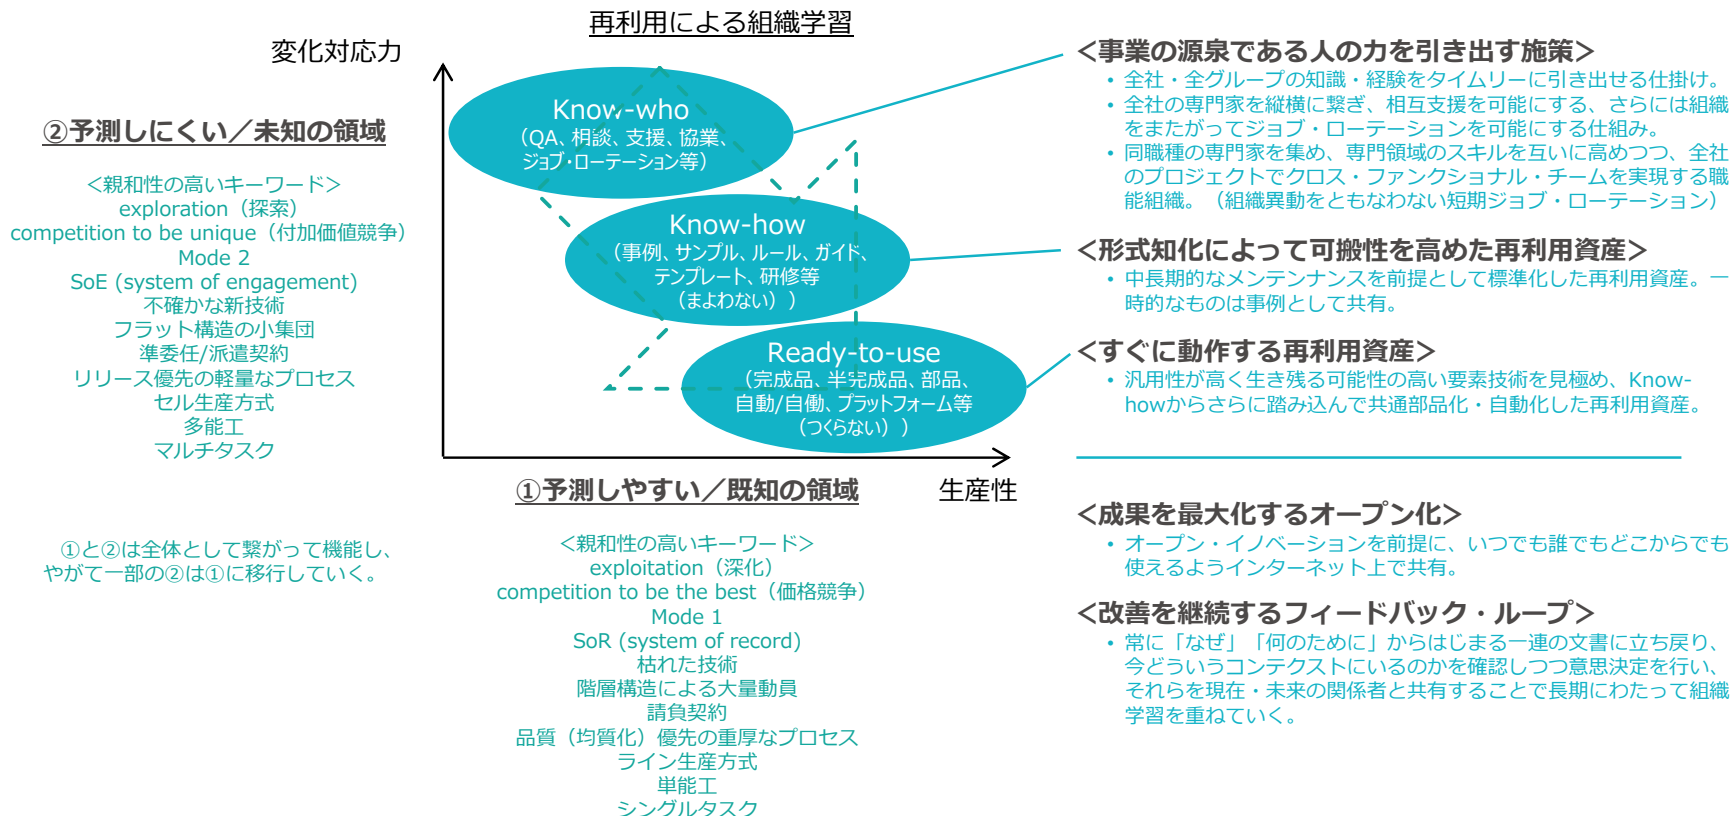 再利用による組織学習
変化対応力
②予測しにくい／未知の領域
＜親和性の高いキーワード＞
exploration（探索）
competition to be unique（付加価値競争）
Mode 2
SoE (system of engagement)
不確かな新技術
フラット構造の小集団
準委任/派遣契約
リリース優先の軽量なプロセス
セル生産方式
多能工
マルチタスク
①と②は全体として繋がって機能し、
やがて一部の②は①に移行していく。
Know-who
（QA、相談、支援、協業、
ジョブ・ローテーション等）
Know-how
（事例、サンプル、ルール、ガイド、
テンプレート、研修等
（まよわない））
Ready-to-use
（完成品、半完成品、部品、
自動/自働、プラットフォーム等
（つくらない））
生産性
①予測しやすい／既知の領域
＜親和性の高いキーワード＞
exploitation（深化）
competition to be the best（価格競争）
Mode 1
SoR (system of record)
枯れた技術
階層構造による大量動員
請負契約
品質（均質化）優先の重厚なプロセス
ライン生産方式
単能工
シングルタスク
＜事業の源泉である人の力を引き出す施策＞
• 全社・全グループの知識・経験をタイムリーに引き出せる仕掛け。
• 全社の専門家を縦横に繋ぎ、相互支援を可能にする、さらには組織
をまたがってジョブ・ローテーションを可能にする仕組み。
• 同職種の専門家を集め、専門領域のスキルを互いに高めつつ、全社
のプロジェクトでクロス・ファンクショナル・チームを実現する職
能組織。（組織異動をともなわない短期ジョブ・ローテーション）
＜形式知化によって可搬性を高めた再利用資産＞
• 中長期的なメンテンナンスを前提として標準化した再利用資産。一
時的なものは事例として共有。
＜すぐに動作する再利用資産＞
• 汎用性が高く生き残る可能性の高い要素技術を見極め、Know-
howからさらに踏み込んで共通部品化・自動化した再利用資産。
＜成果を最大化するオープン化＞
• オープン・イノベーションを前提に、いつでも誰でもどこからでも
使えるようインターネット上で共有。
＜改善を継続するフィードバック・ループ＞
• 常に「なぜ」「何のために」からはじまる一連の文書に立ち戻り、
今どういうコンテクストにいるのかを確認しつつ意思決定を行い、
それらを現在・未来の関係者と共有することで長期にわたって組織
学習を重ねていく。